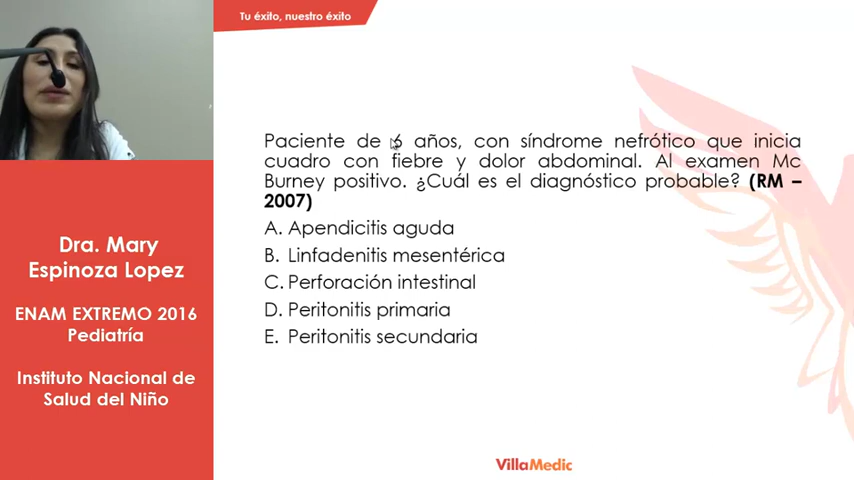 Tu éxito, nuestro éxito
Paciente de 6 años, con síndrome nefrótico que inicia
cuadro con fiebre y dolor abdominal. Al examen Mc
Burney positivo. ¿Cuál es el diagnóstico probable? (RM –
2007)
A. Apendicitis aguda
B. Linfadenitis mesentérica
C. Perforación intestinal
D. Peritonitis primaria
E. Peritonitis secundaria
Dra. Mary
Espinoza Lopez
ENAM EXTREMO 2016
Pediatría
Instituto Nacional de
Salud del Niño
VillaMedic